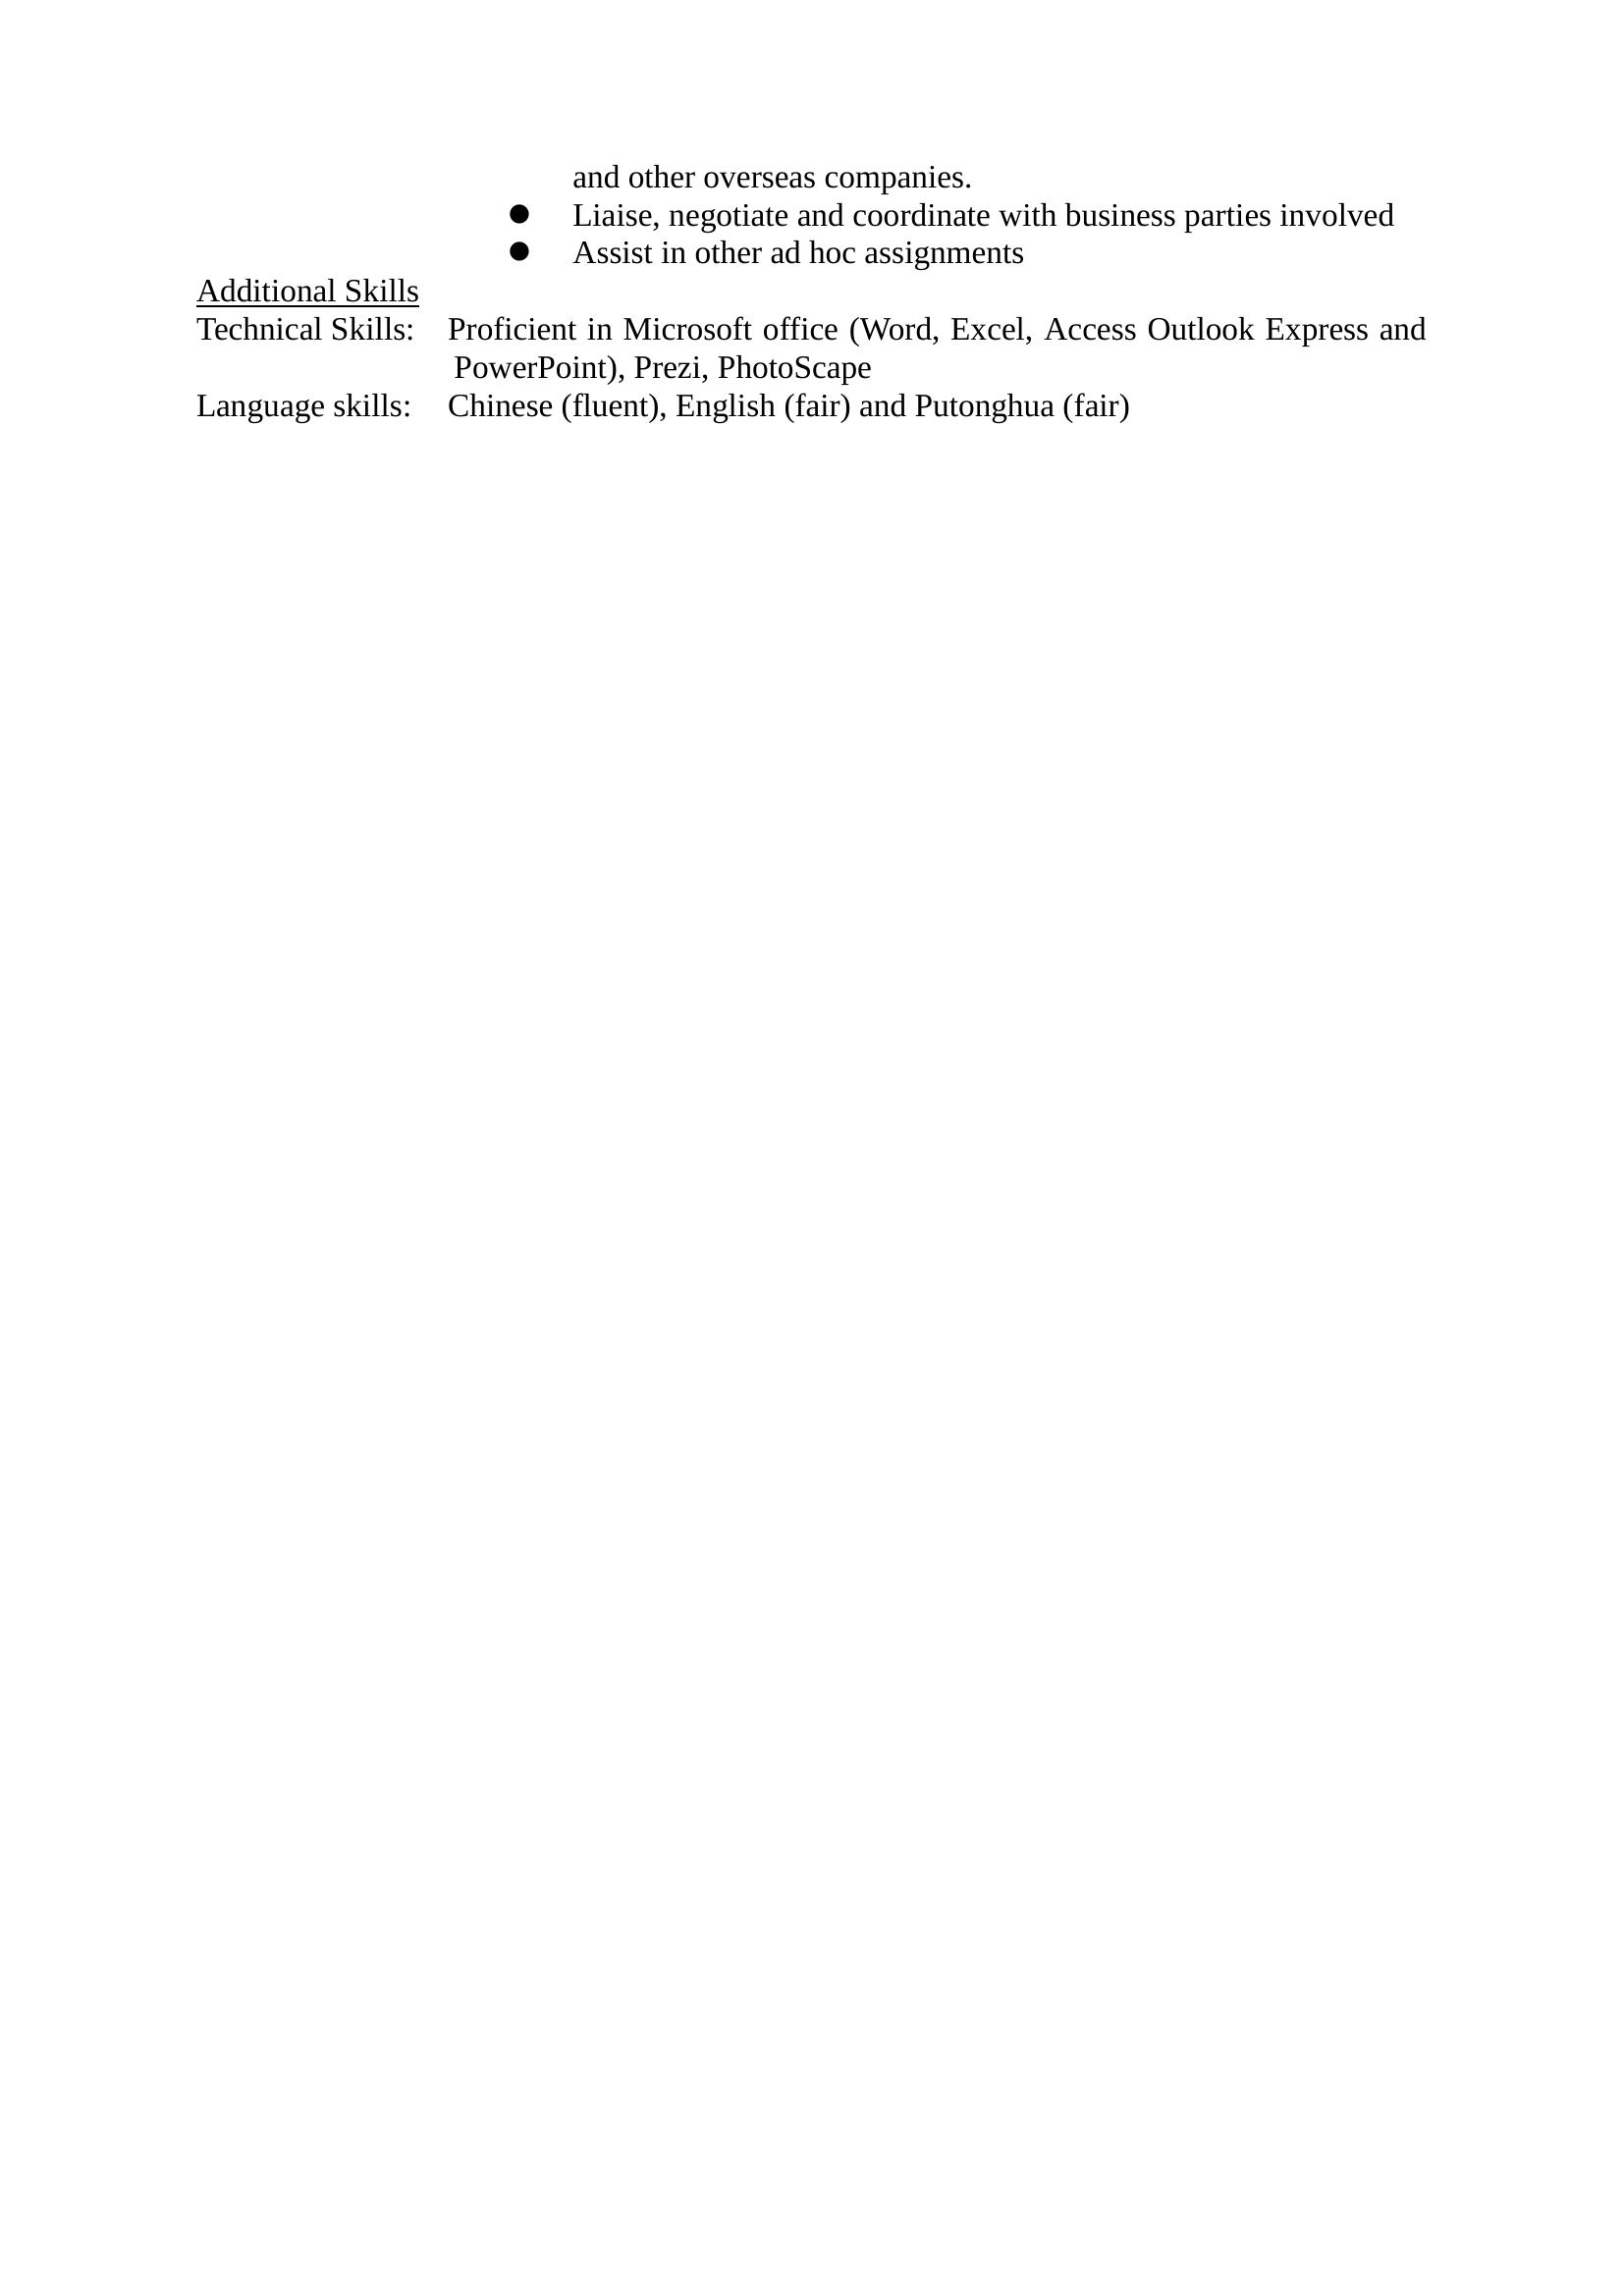 and other overseas companies.
● Liaise, negotiate and coordinate with business parties involved
● Assist in other ad hoc assignments
Additional Skills
Technical Skills: Proficient in Microsoft office (Word, Excel, Access Outlook Express and
PowerPoint), Prezi, PhotoScape
Language skills: Chinese (fluent), English (fair) and Putonghua (fair)